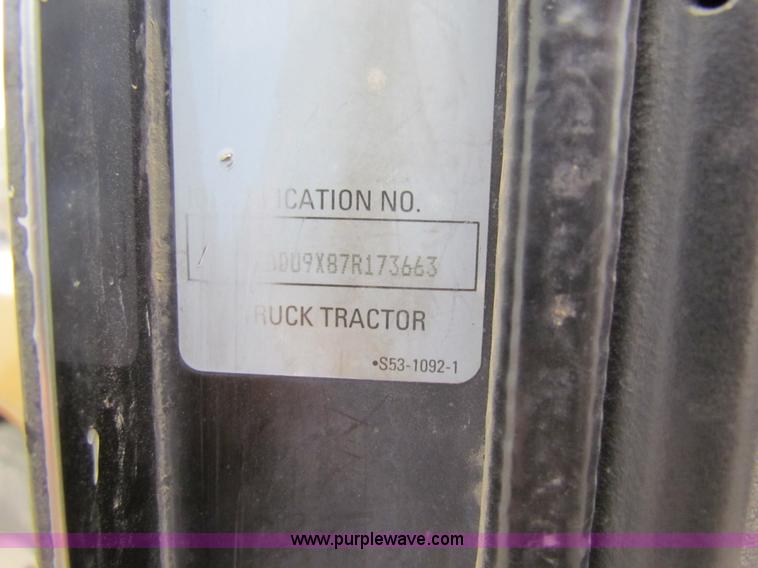 ICATION NO.
DU9X87R173663
RUCK TRACTOR
•S53-1092-1
www.purplewave.com